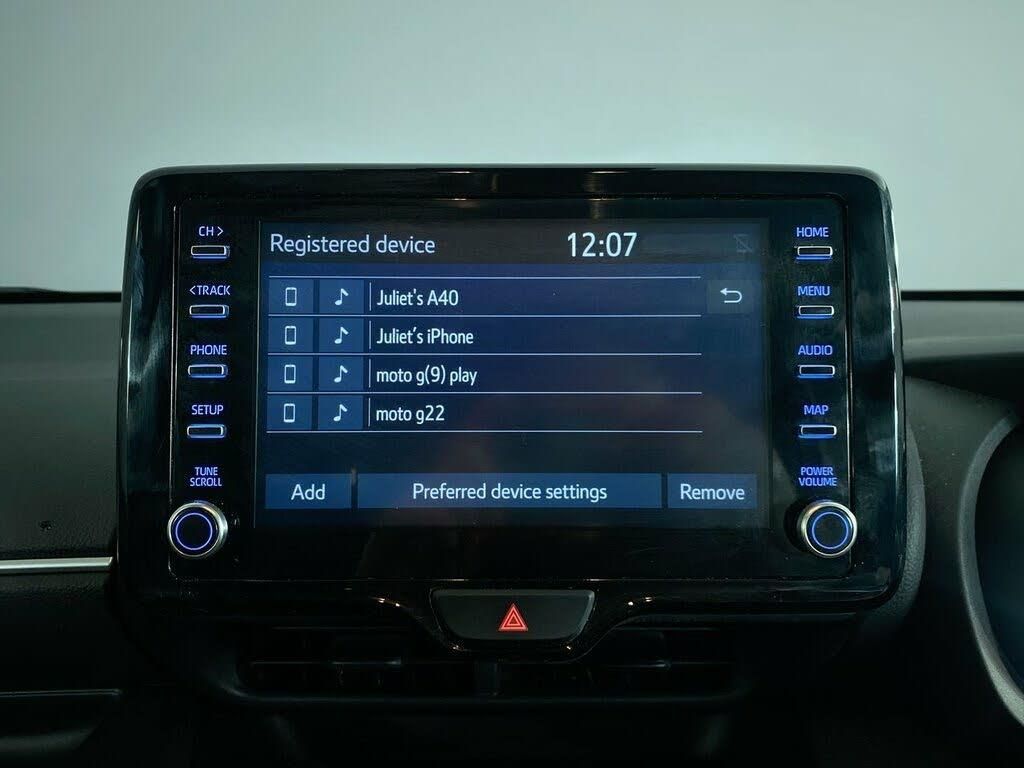 CH >
<TRACK
PHONE
SETUP
TUNE
SCROLL
Registered device
12:07
Juliet's A40
Juliet's iPhone
moto g(9) play
moto g22
Add
Preferred device settings
Remove
HOME
MENU
AUDIO
MAP
POWER
VOLUME